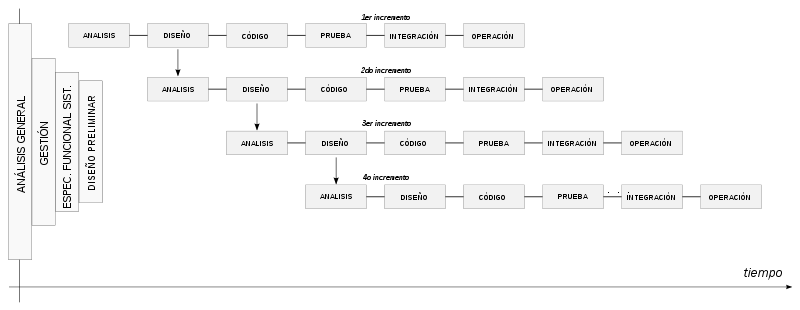 ANÁLISIS GENERAL
GESTIÓN
ESPEC. FUNCIONAL SIST.
DISEÑO PRELIMINAR
1er incremento
ANALISIS DISEÑO CÓDIGO PRUEBA INTEGRACIÓN OPERACIÓN
2do incremento
ANALISIS DISEÑO CÓDIGO PRUEBA INTEGRACIÓN OPERACIÓN
3er incremento
ANALISIS DISEÑO CÓDIGO PRUEBA INTEGRACIÓN OPERACIÓN
4o incremento
ANALISIS DISEÑO CÓDIGO PRUEBA INTEGRACIÓN OPERACIÓN
tiempo